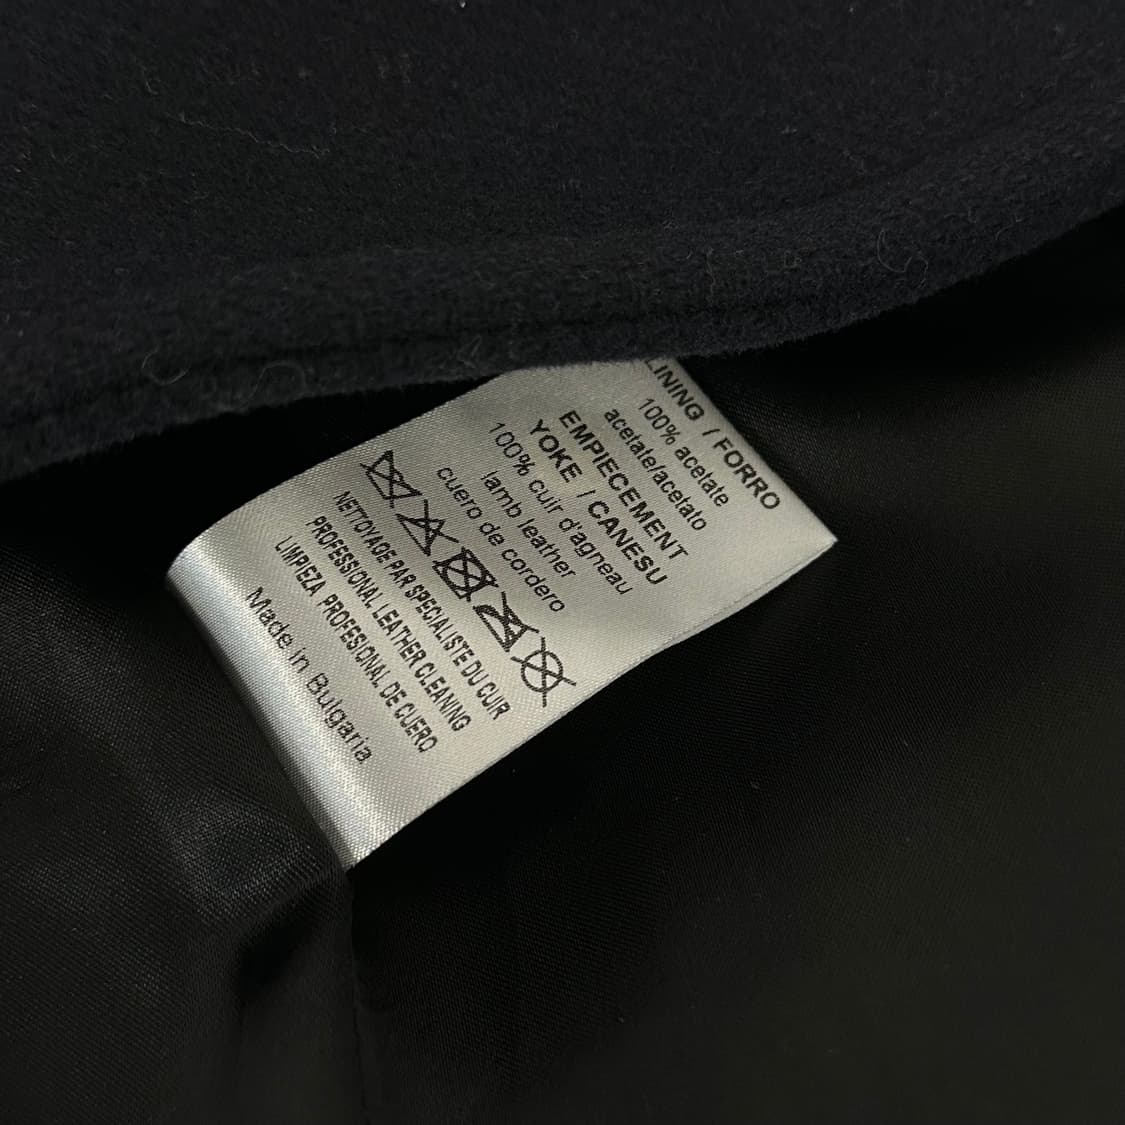 LINING / FORRO
100% acetate
acetate/acetato
EMPIECEMENT
YOKE / CANESU
100% cuir d'agneau
lamb leather
cuero de cordero
NETTOYAGE PAR SPECIALISTE DU CUIR
PROFESSIONAL LEATHER CLEANING
LIMPIEZA PROFESIONAL DE CUERO
Made in Bulgaria